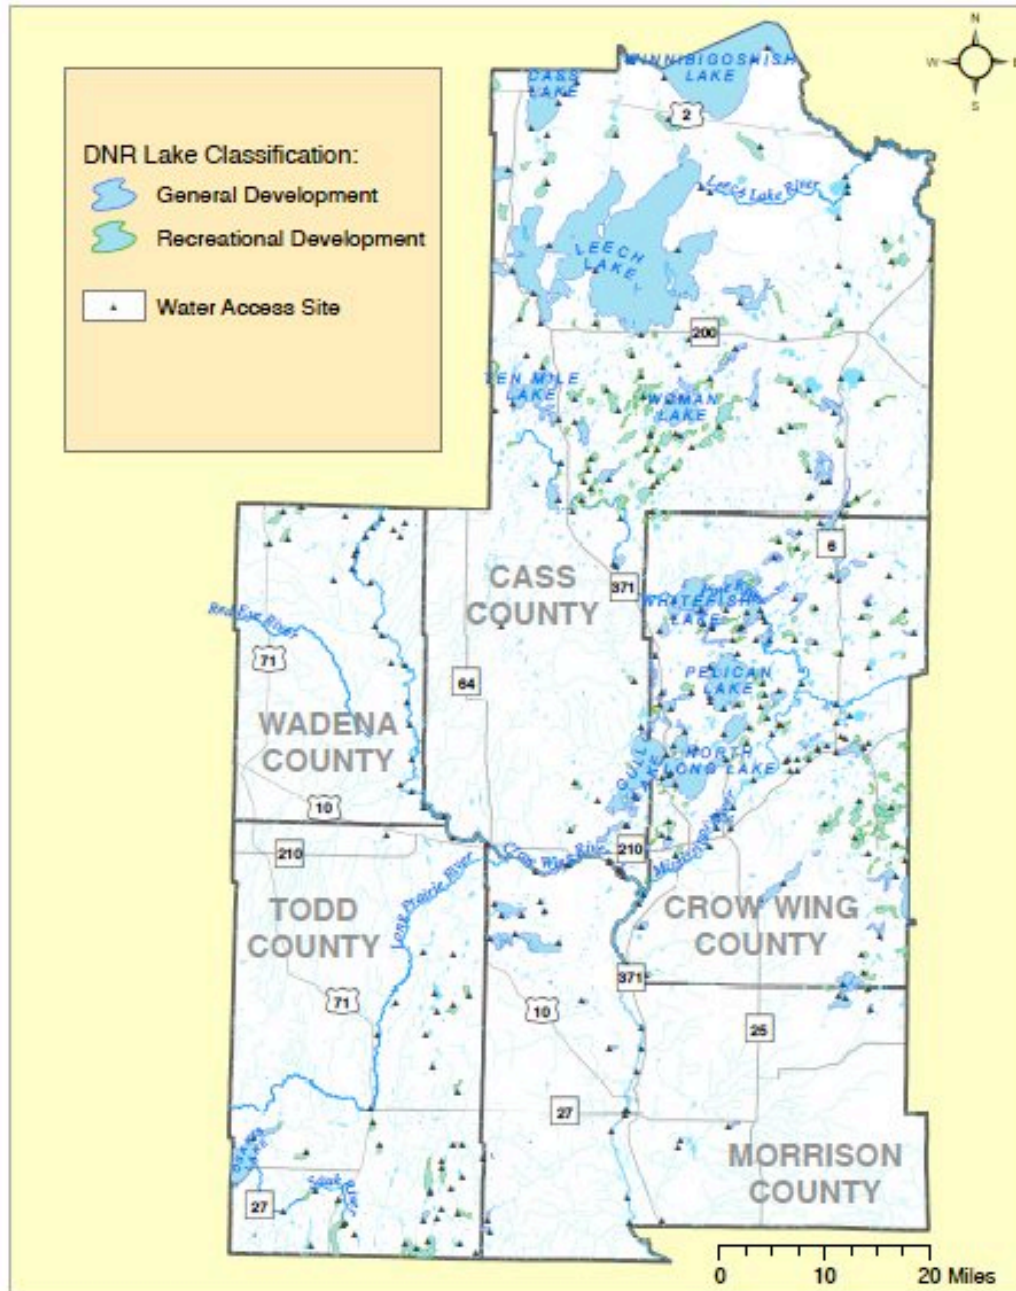 N
W
E
S
DNR Lake Classification:
General Development
Recreational Development
Water Access Site
WINNIBIGOSHISH
LAKE
CASS
LAKE
2
Leech Lake River
LEECH
LAKE
200
TEN MILE
LAKE
WOMAN
LAKE
6
CASS
COUNTY
371
WHITEFISH
LAKE
Red Eye River
71
64
PELICAN
LAKE
WADENA
COUNTY
GULL
LAKE
NORTH
LONG LAKE
10
Mississippi River
210
Crow Wing River
210
Long Prairie River
TODD
COUNTY
CROW WING
COUNTY
371
71
10
25
27
OSAKIS
LAKE
MORRISON
COUNTY
Sauk River
27
0 10 20 Miles